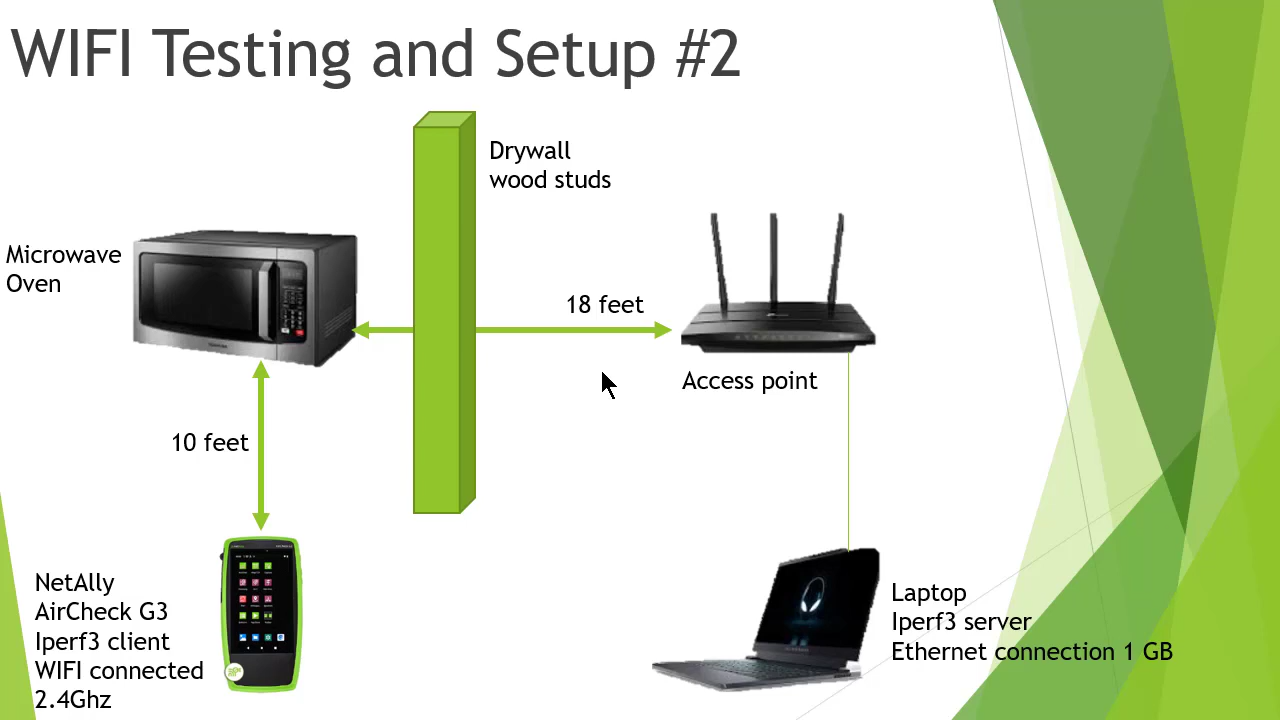 WIFI Testing and Setup #2
Drywall
wood studs
Microwave
Oven
18 feet
Access point
10 feet
NetAlly
AirCheck G3
Iperf3 client
WIFI connected
2.4Ghz
Laptop
Iperf3 server
Ethernet connection 1 GB